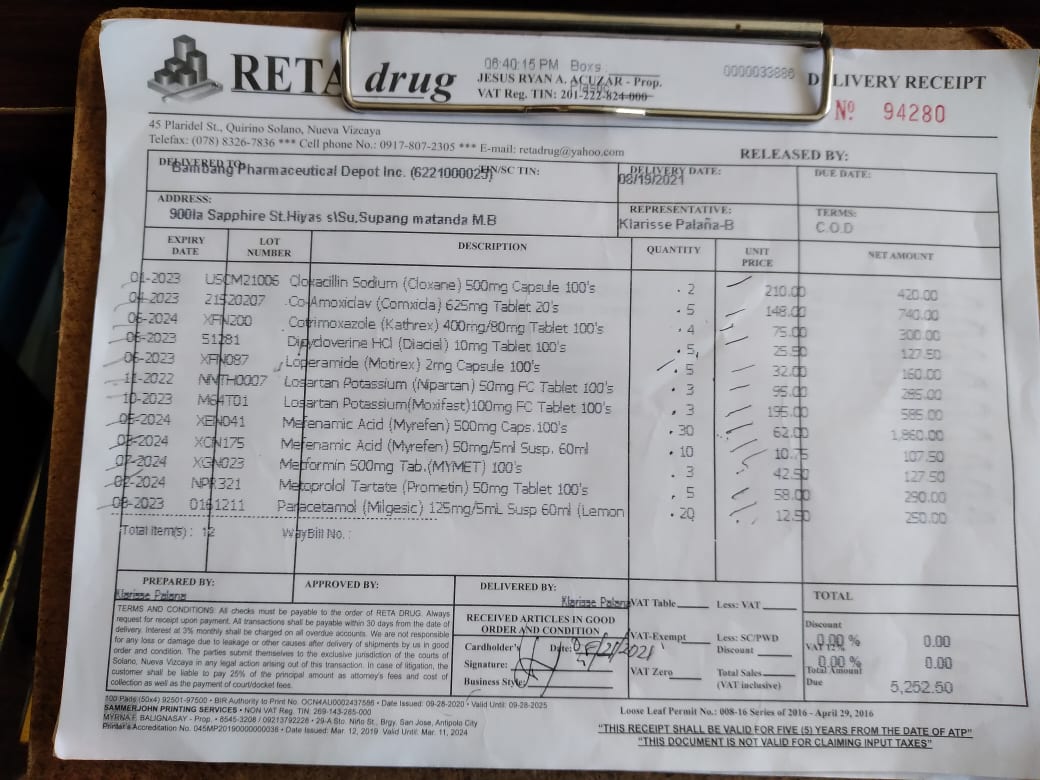 RETA drug
06:40:15 PM Boxs
JESUS RYAN A. ACUZAR - Prop.
VAT Reg. TIN: 201-222-824-000
0000033886
DELIVERY RECEIPT
Nº 94280
45 Plaridel St., Quirino Solano, Nueva Vizcaya
Telefax: (078) 8326-7836 *** Cell phone No.: 0917-807-2305 *** E-mail: retadrug@yahoo.com
RELEASED BY:
DELIVERED TO:
Bambang Pharmaceutical Depot Inc. (6221000025)
TIN/SC TIN:
DELIVERY DATE:
08/19/2021
DUE DATE:
ADDRESS:
900la Sapphire St.Hiyas s\Su,Supang matanda M.B
REPRESENTATIVE:
Klarisse Palaña-B
TERMS:
C.O.D
EXPIRY DATE LOT NUMBER DESCRIPTION QUANTITY UNIT PRICE NET AMOUNT
01-2023 USCM21006 Cloxacillin Sodium (Cloxane) 500mg Capsule 100's 2 210.00 420.00
04-2023 21S20207 Co-Amoxiclav (Comxicla) 625mg Tablet 20's 5 148.00 740.00
06-2024 XFN200 Cotrimoxazole (Kathrex) 400mg/80mg Tablet 100's 4 75.00 300.00
06-2023 51281 Dicycloverine HCl (Diaciel) 10mg Tablet 100's 5 25.50 127.50
06-2023 XFN087 Loperamide (Motirex) 2mg Capsule 100's 5 32.00 160.00
11-2022 NNTH0007 Losartan Potassium (Nipartan) 50mg FC Tablet 100's 3 95.00 285.00
10-2023 M64T01 Losartan Potassium(Moxifast)100mg FC Tablet 100's 3 195.00 585.00
05-2024 XEN041 Mefenamic Acid (Myrefen) 500mg Caps.100's 30 62.00 1,860.00
03-2024 XCN175 Mefenamic Acid (Myrefen) 50mg/5ml Susp. 60ml 10 10.75 107.50
07-2024 XGN023 Metformin 500mg Tab.(MYMET) 100's 3 42.50 127.50
02-2024 NPR321 Metoprolol Tartate (Prometin) 50mg Tablet 100's 5 58.00 290.00
08-2023 0161211 Paracetamol (Milgesic) 125mg/5mL Susp 60ml (Lemon 20 12.50 250.00
Total Item(s) : 12 WayBill No. :
PREPARED BY:
Klarisse Palana
APPROVED BY:
DELIVERED BY:
Klarisse Palana
TERMS AND CONDITIONS: All checks must be payable to the order of RETA DRUG. Always
request for receipt upon payment. All transactions shall be payable within 30 days from the date of
delivery. Interest at 3% monthly shall be charged on all overdue accounts. We are not responsible
for any loss or damage due to leakage or other causes after delivery of shipments by us in good
order and condition. The parties submit themselves to the exclusive jurisdiction of the courts of
Solano, Nueva Vizcaya in any legal action arising out of this transaction. In case of litigation, the
customer shall be liable to pay 25% of the principal amount as attorney's fees and cost of
collection as well as the payment of court/docket fees.
RECEIVED ARTICLES IN GOOD
ORDER AND CONDITION
Cardholder's
Signature:
Date:
Business Style:
VAT Table Less: VAT
VAT-Exempt Less: SC/PWD
Discount
VAT Zero Total Sales
(VAT inclusive)
TOTAL
Discount
0.00 % 0.00
VAT 12%
0.00 % 0.00
Total Amount
Due 5,252.50
100 Pads (50x4) 92501-97500 • BIR Authority to Print No. OCN4AU0002437586 • Date Issued: 09-28-2020 • Valid Until: 09-28-2025
SAMMERJOHN PRINTING SERVICES • NON VAT Reg. TIN: 269-143-285-000
MYRNA F. BALIGNASAY - Prop. • 8545-3208 / 09213792228 • 29-A Sto. Niño St., Brgy. San Jose, Antipolo City
Printer's Accreditation No. 045MP20190000000036 • Date Issued: Mar. 12, 2019 Valid Until: Mar. 11, 2024
Loose Leaf Permit No.: 008-16 Series of 2016 - April 29, 2016
"THIS RECEIPT SHALL BE VALID FOR FIVE (5) YEARS FROM THE DATE OF ATP"
"THIS DOCUMENT IS NOT VALID FOR CLAIMING INPUT TAXES"